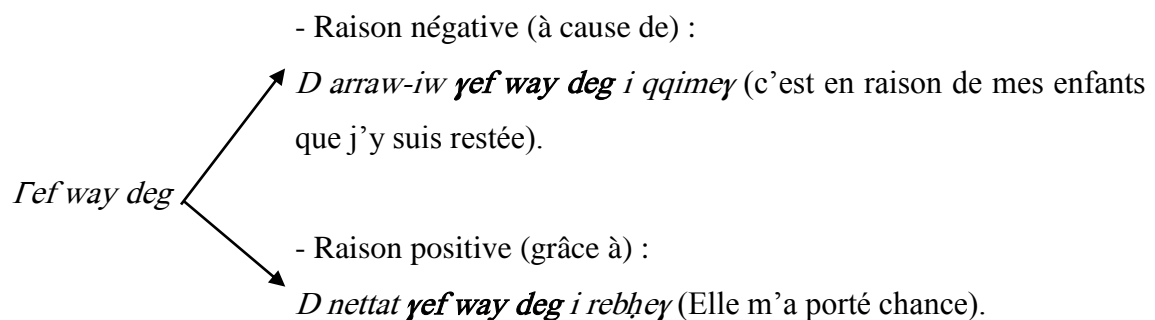 - Raison négative (à cause de) :
D arraw-iw ɣef way deg i qqimeɣ (c’est en raison de mes enfants
que j’y suis restée).
Γef way deg
- Raison positive (grâce à) :
D nettat ɣef way deg i rebḥeɣ (Elle m’a porté chance).